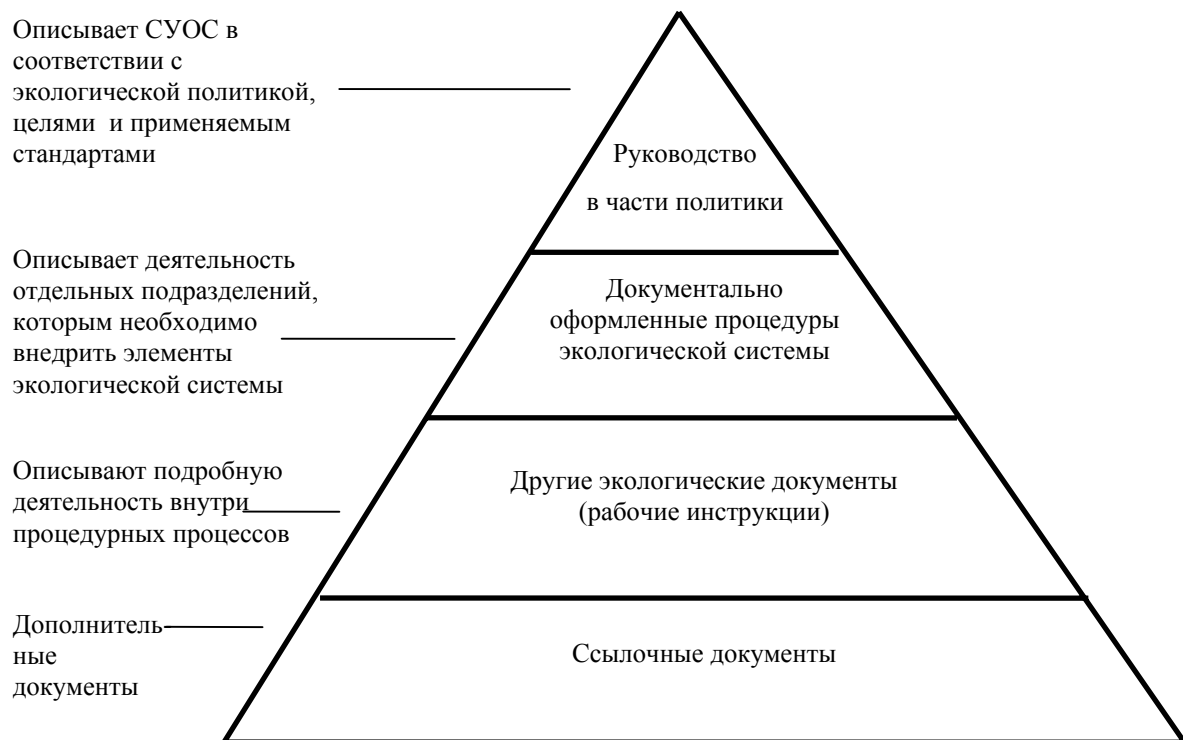 Описывает СУОС в
соответствии с
экологической политикой,
целями и применяемым
стандартами
Руководство
в части политики
Описывает деятельность
отдельных подразделений,
которым необходимо
внедрить элементы
экологической системы
Документально
оформленные процедуры
экологической системы
Описывают подробную
деятельность внутри
процедурных процессов
Другие экологические документы
(рабочие инструкции)
Дополнитель-
ные
документы
Ссылочные документы